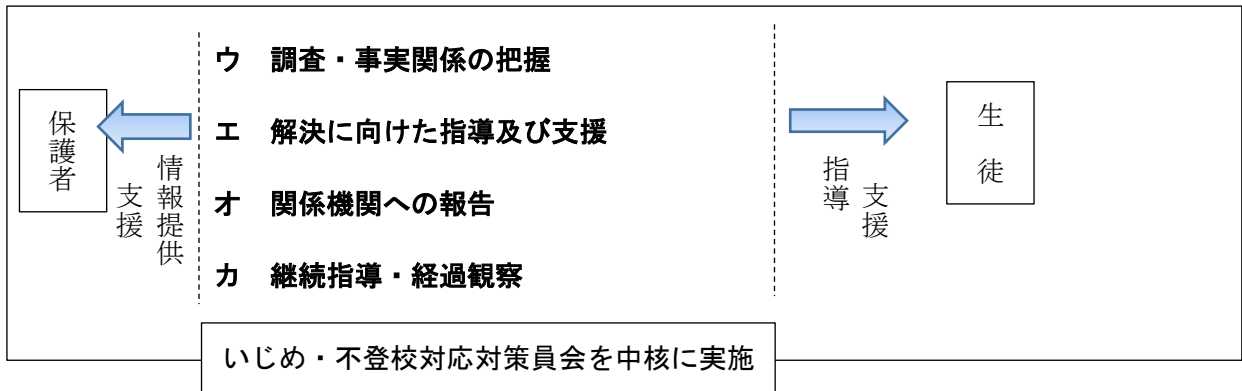 ウ 調査・事実関係の把握
エ 解決に向けた指導及び支援
オ 関係機関への報告
カ 継続指導・経過観察
保護者
情報提供
支援
支援
指導
生徒
いじめ・不登校対応対策員会を中核に実施